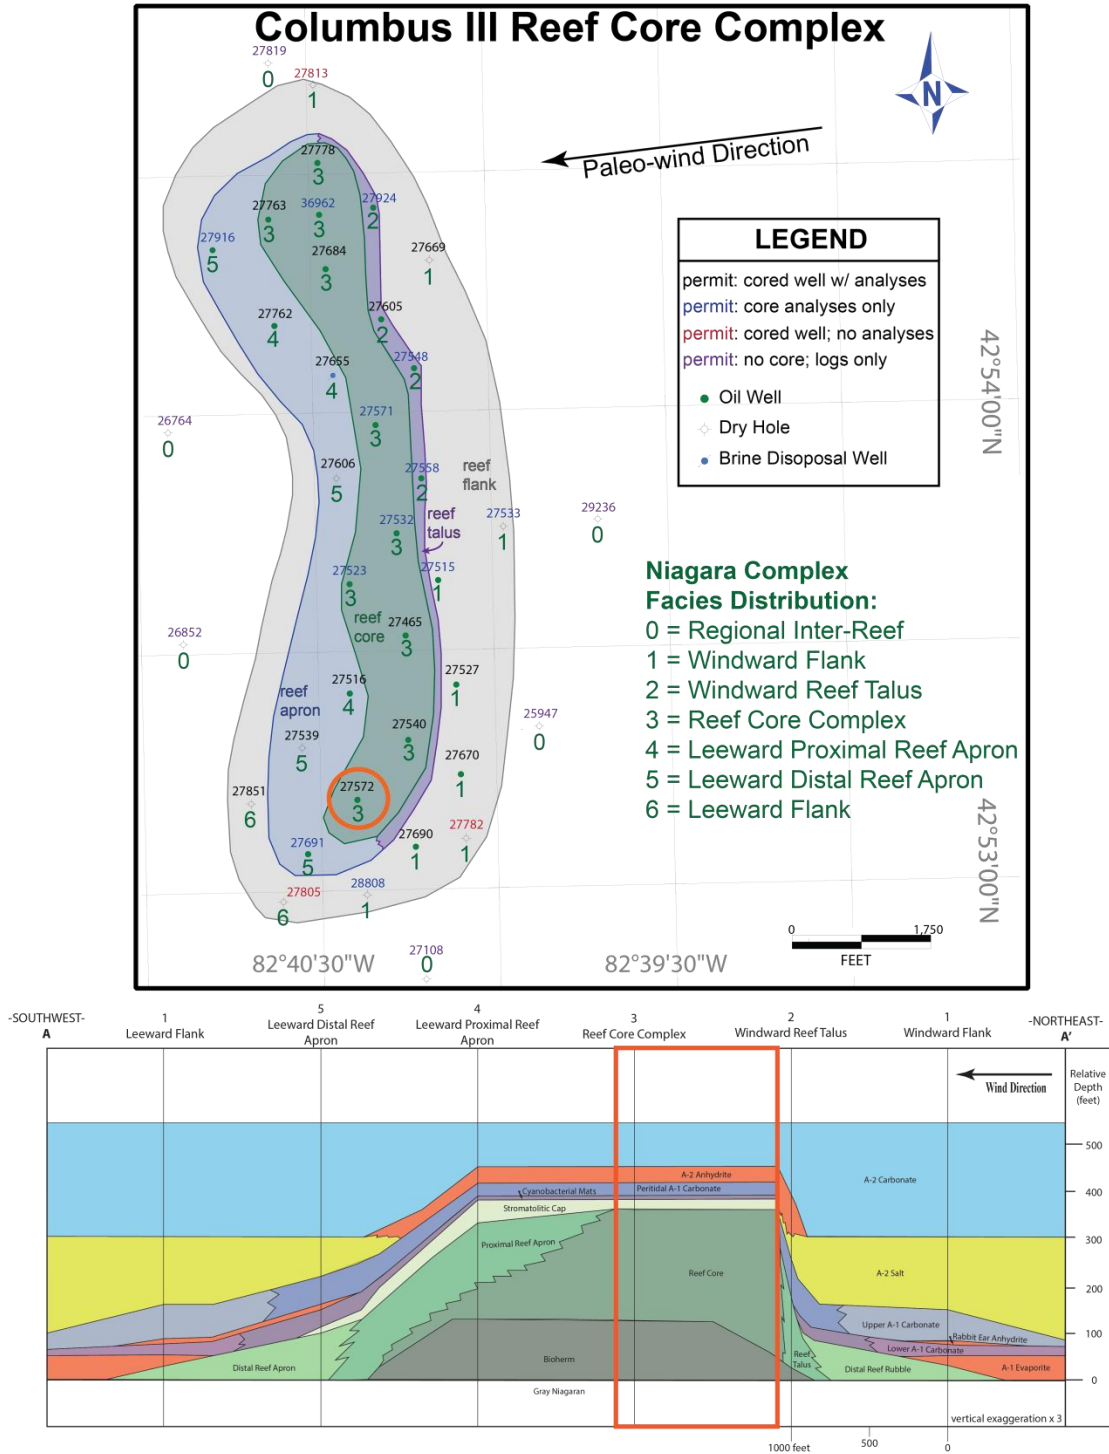 Columbus III Reef Core Complex
27819
0
27813
1
N
Paleo-wind Direction
27778
3
27763
3
36962
3
27924
2
27916
5
27684
3
27669
1
27762
4
27605
2
27655
4
27548
2
26764
0
27571
3
27606
5
27558
2
reef
flank
reef
talus
27532
3
27533
1
29236
0
27523
3
27515
1
reef
core
27465
3
26852
0
27516
4
27527
1
reef
apron
27539
5
27540
3
25947
0
27670
1
27851
6
27572
3
27782
1
27691
5
27690
1
27805
6
28808
1
27108
0
LEGEND
permit: cored well w/ analyses
permit: core analyses only
permit: cored well; no analyses
permit: no core; logs only
Oil Well
Dry Hole
Brine Disoposal Well
42°54'00"N
Niagara Complex
Facies Distribution:
0 = Regional Inter-Reef
1 = Windward Flank
2 = Windward Reef Talus
3 = Reef Core Complex
4 = Leeward Proximal Reef Apron
5 = Leeward Distal Reef Apron
6 = Leeward Flank
42°53'00"N
0 1,750
FEET
82°40'30"W
82°39'30"W
-SOUTHWEST-
A
1
Leeward Flank
5
Leeward Distal Reef
Apron
4
Leeward Proximal Reef
Apron
3
Reef Core Complex
2
Windward Reef Talus
1
Windward Flank
-NORTHEAST-
A'
Wind Direction
Relative
Depth
(feet)
500
400
300
200
100
0
A-2 Anhydrite
A-2 Carbonate
Cyanobacterial Mats
Peritidal A-1 Carbonate
Stromatolitic Cap
Proximal Reef Apron
Reef Core
A-2 Salt
Upper A-1 Carbonate
Rabbit Ear Anhydrite
Lower A-1 Carbonate
Distal Reef Apron
Bioherm
Reef
Talus
Distal Reef Rubble
A-1 Evaporite
Gray Niagaran
vertical exaggeration x 3
1000 feet
500
0